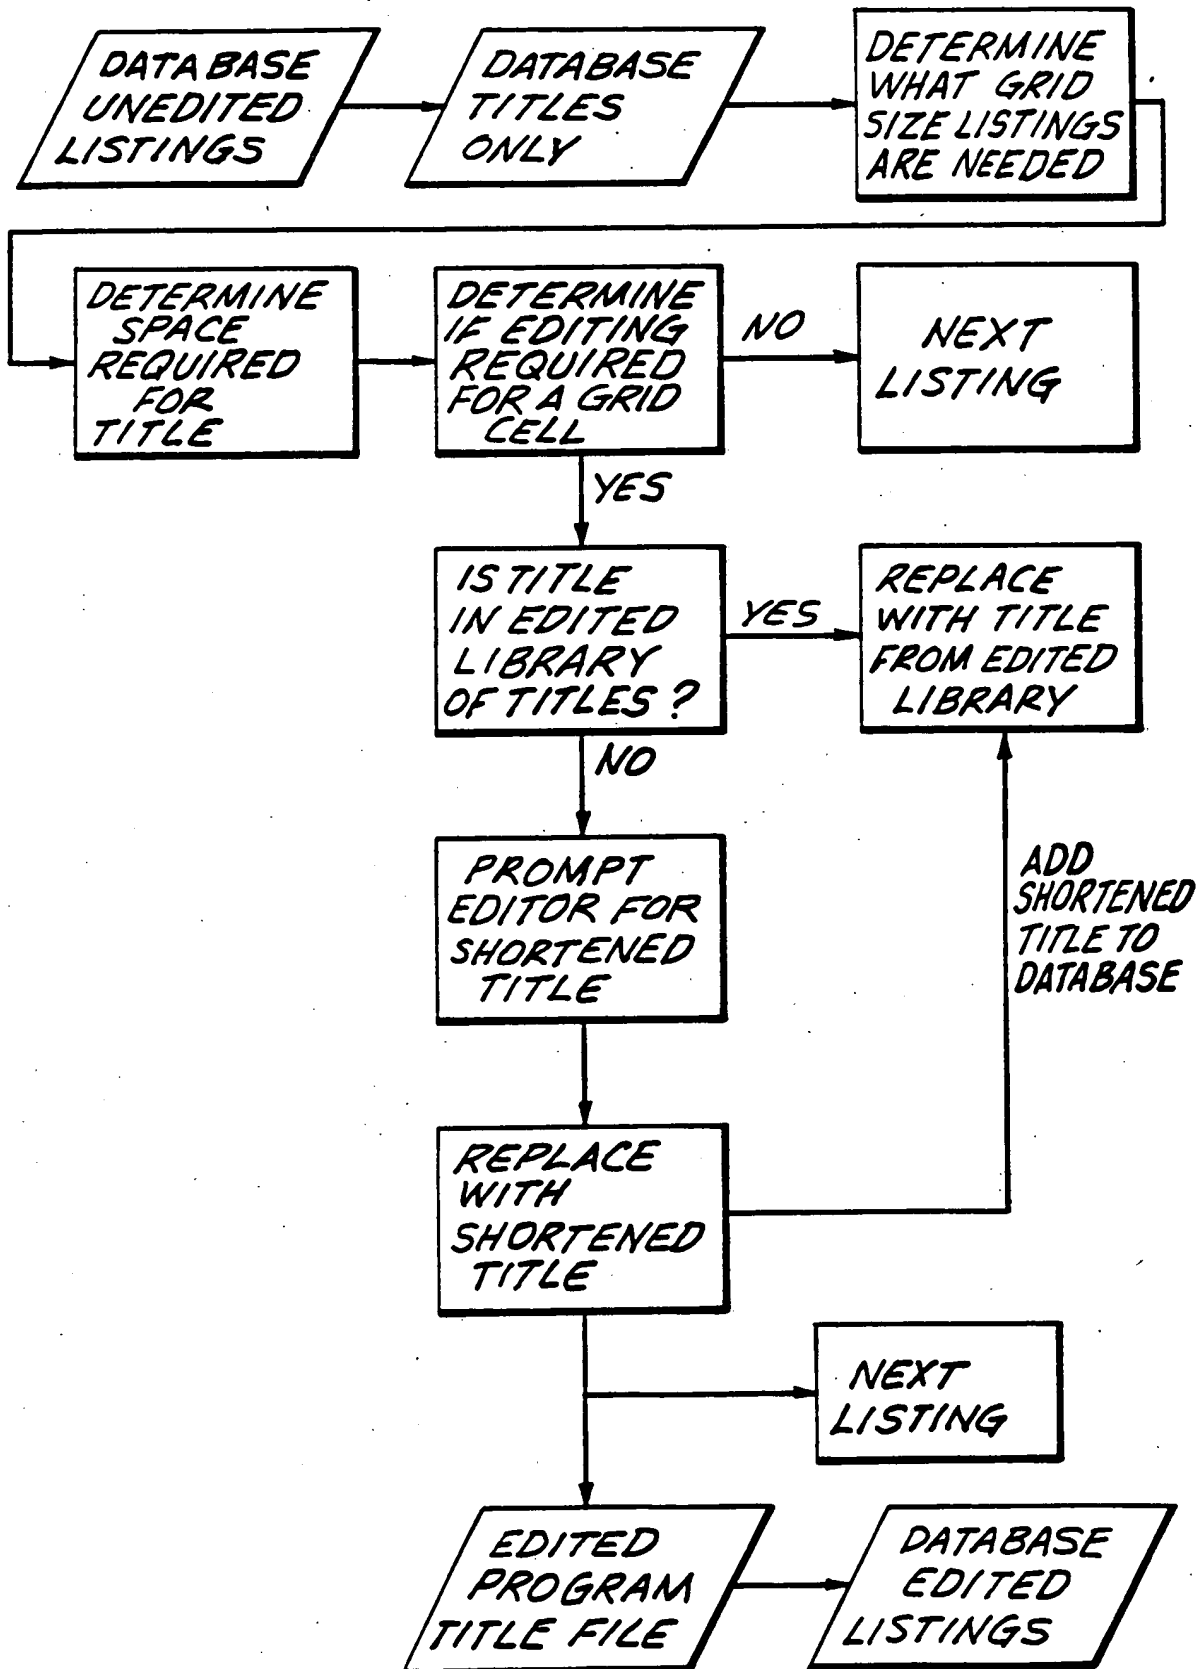 DATABASE
UNEDITED
LISTINGS
DATABASE
TITLES
ONLY
DETERMINE
WHAT GRID
SIZE LISTINGS
ARE NEEDED
DETERMINE
SPACE
REQUIRED
FOR
TITLE
DETERMINE
IF EDITING
REQUIRED
FOR A GRID
CELL
NO
NEXT
LISTING
YES
IS TITLE
IN EDITED
LIBRARY
OF TITLES?
YES
REPLACE
WITH TITLE
FROM EDITED
LIBRARY
NO
PROMPT
EDITOR FOR
SHORTENED
TITLE
ADD
SHORTENED
TITLE TO
DATABASE
REPLACE
WITH
SHORTENED
TITLE
NEXT
LISTING
EDITED
PROGRAM
TITLE FILE
DATABASE
EDITED
LISTINGS